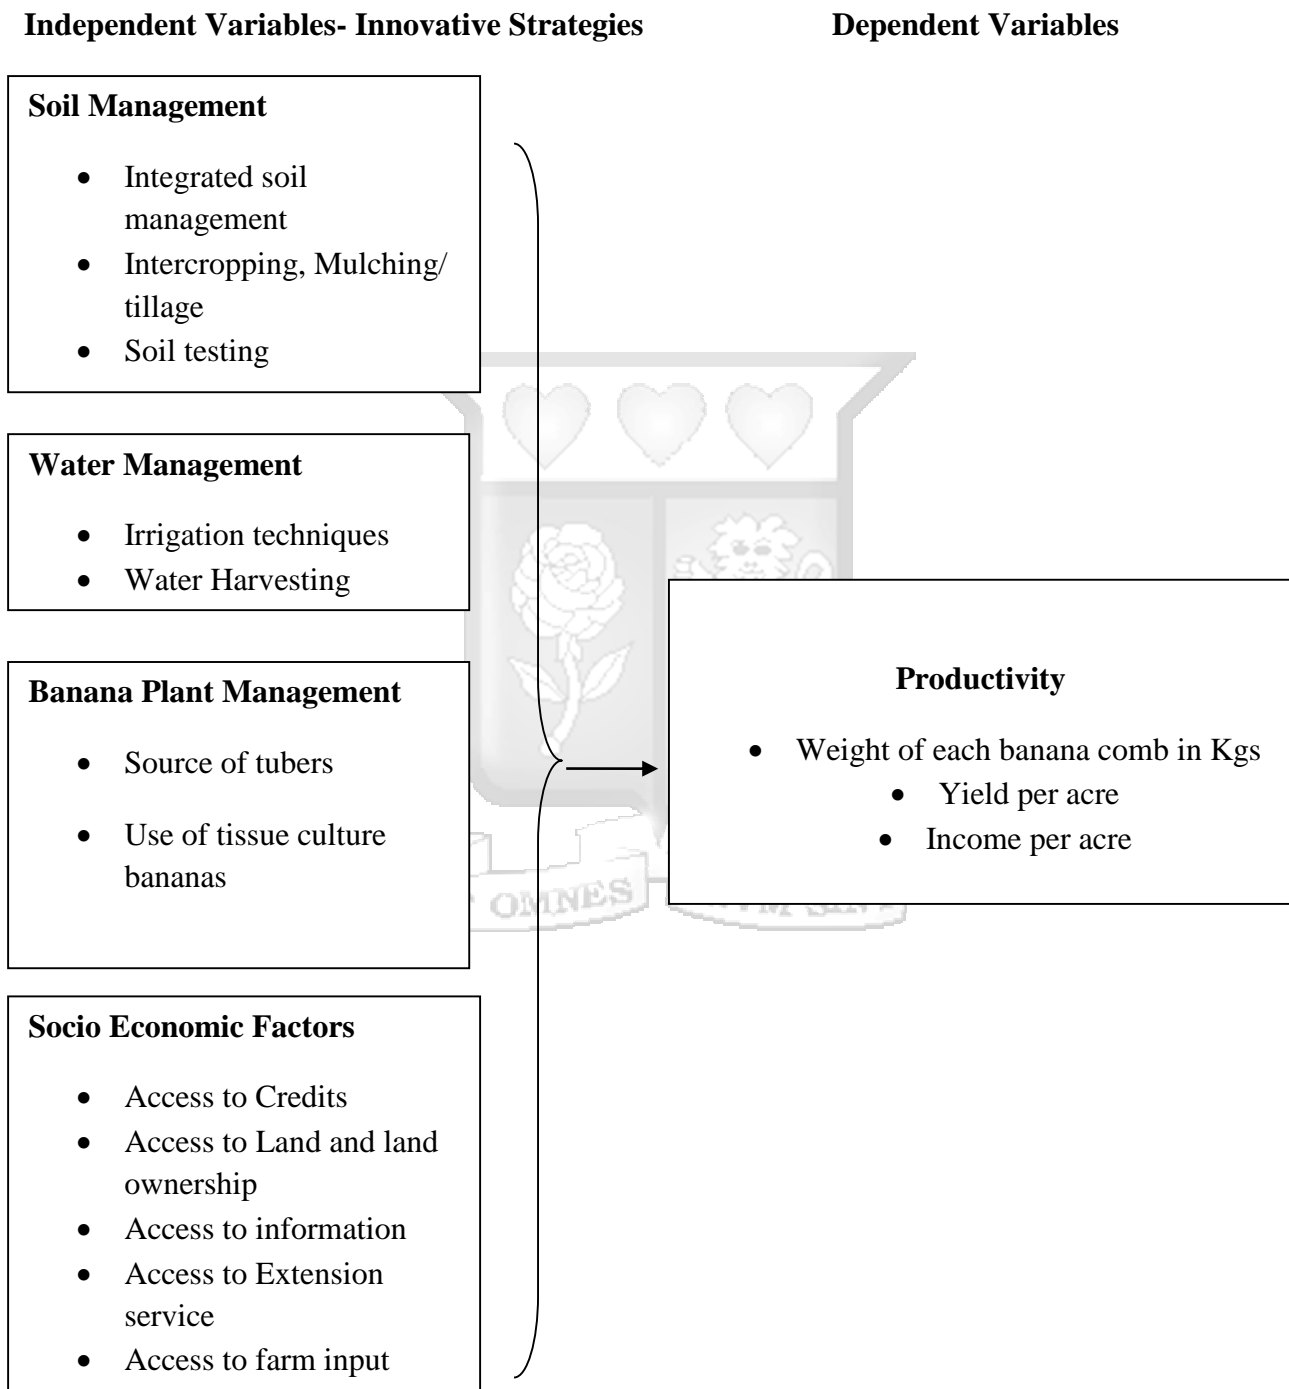 Independent Variables- Innovative Strategies
Dependent Variables
Soil Management
• Integrated soil
management
• Intercropping, Mulching/
tillage
• Soil testing
Water Management
• Irrigation techniques
• Water Harvesting
Banana Plant Management
• Source of tubers
• Use of tissue culture
bananas
Socio Economic Factors
• Access to Credits
• Access to Land and land
ownership
• Access to information
• Access to Extension
service
• Access to farm input
Productivity
• Weight of each banana comb in Kgs
• Yield per acre
• Income per acre
OMNES